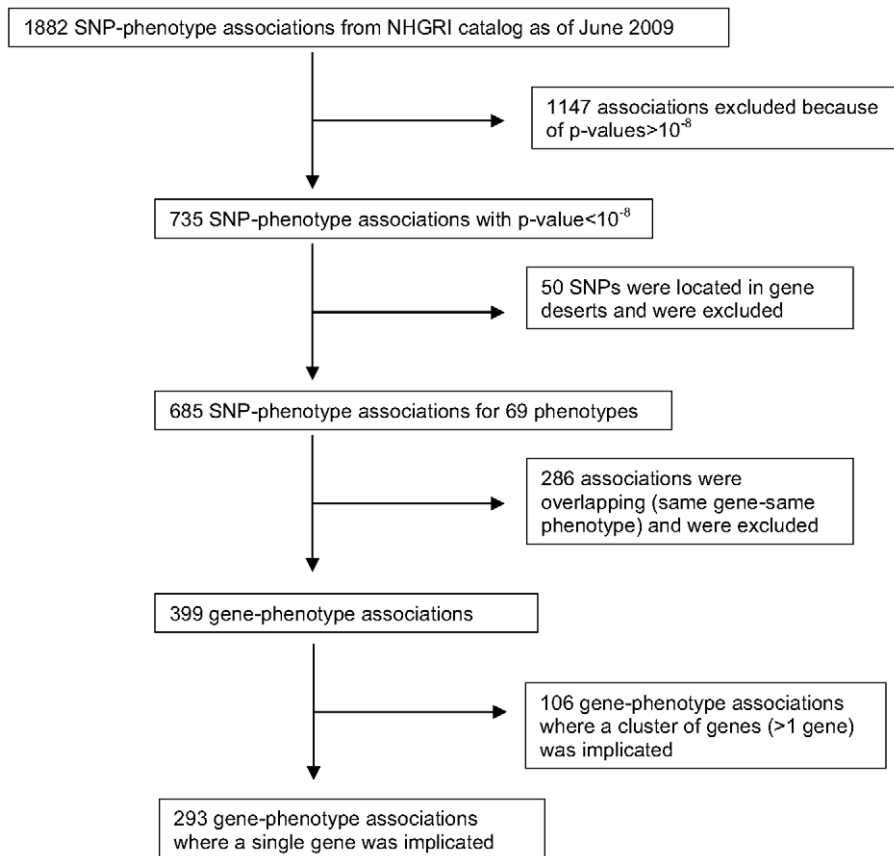 1882 SNP-phenotype associations from NHGRI catalog as of June 2009
1147 associations excluded because
of p-values>10⁻⁸
735 SNP-phenotype associations with p-value<10⁻⁸
50 SNPs were located in gene
deserts and were excluded
685 SNP-phenotype associations for 69 phenotypes
286 associations were
overlapping (same gene-same
phenotype) and were excluded
399 gene-phenotype associations
106 gene-phenotype associations
where a cluster of genes (>1 gene)
was implicated
293 gene-phenotype associations
where a single gene was implicated